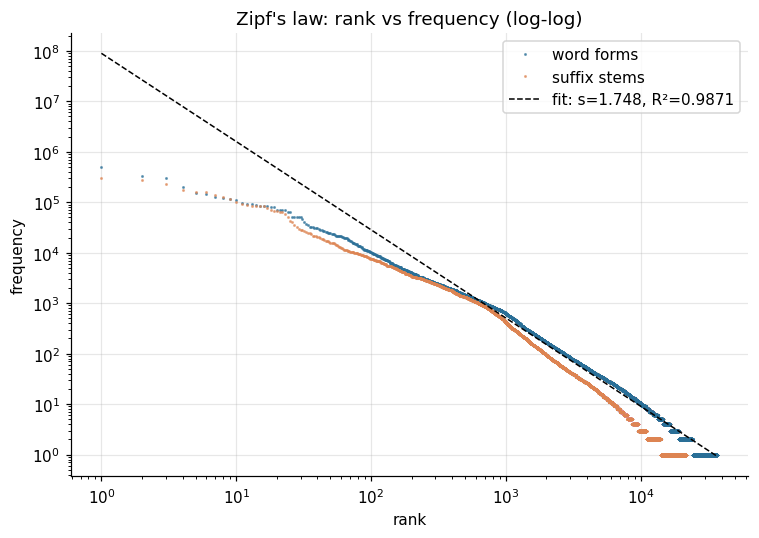 Zipf's law: rank vs frequency (log-log)
word forms
suffix stems
fit: s=1.748, R²=0.9871
frequency
10⁸
10⁷
10⁶
10⁵
10⁴
10³
10²
10¹
10⁰
10⁰ 10¹ 10² 10³ 10⁴
rank